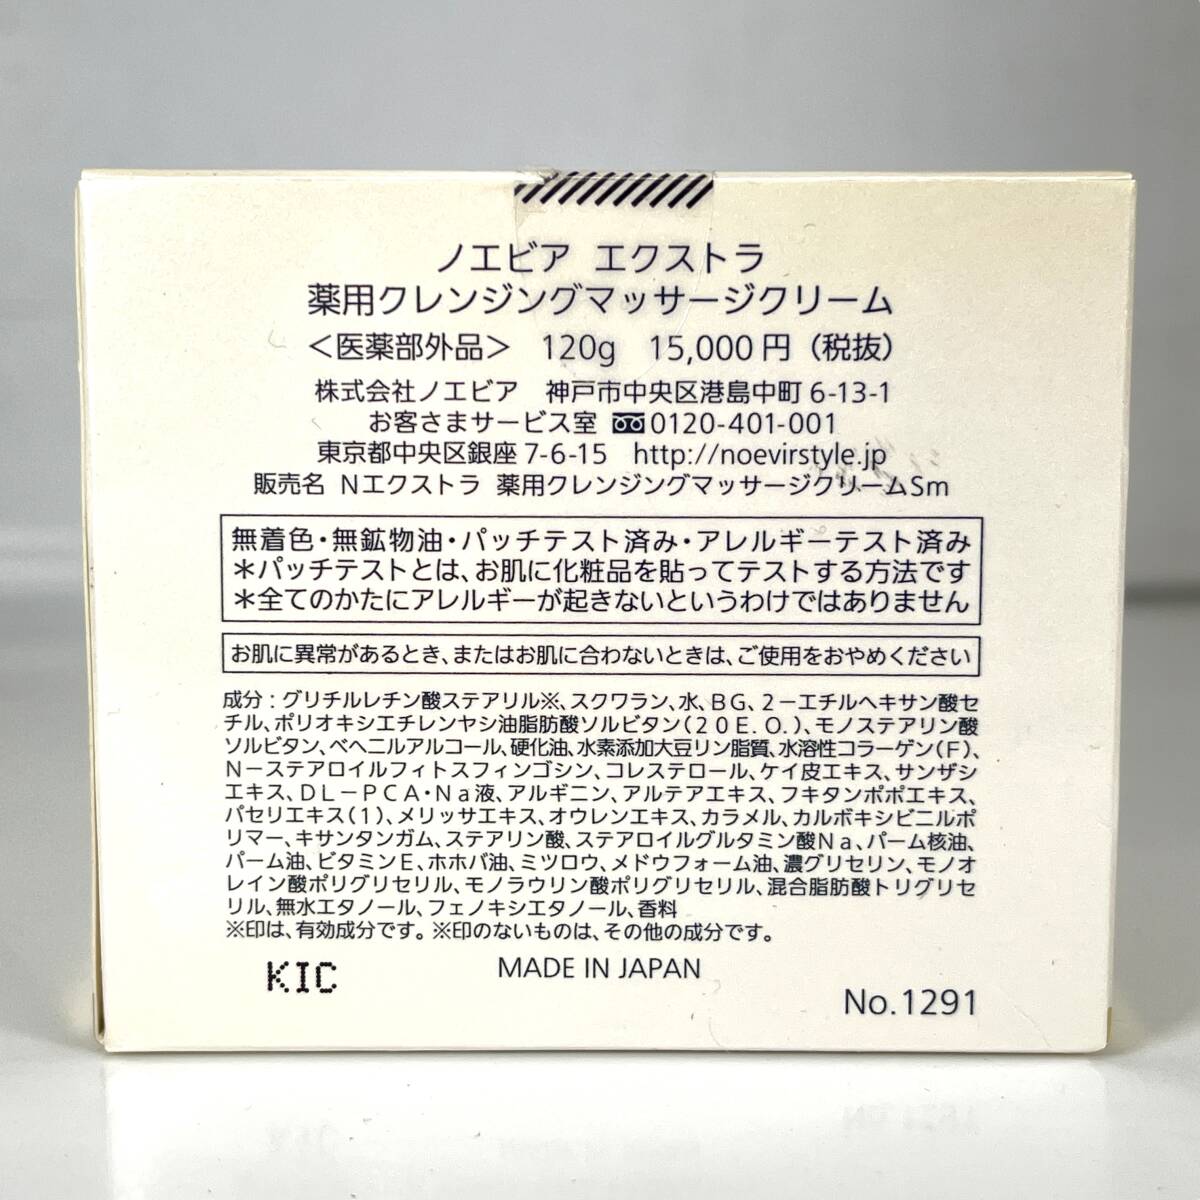 ノエビア エクストラ
薬用クレンジングマッサージクリーム
＜医薬部外品＞ 120g 15,000円（税抜）
株式会社ノエビア 神戸市中央区港島中町6-13-1
お客さまサービス室 0120-401-001
東京都中央区銀座7-6-15 http://noevirstyle.jp
販売名 Nエクストラ 薬用クレンジングマッサージクリームSm
無着色・無鉱物油・パッチテスト済み・アレルギーテスト済み
＊パッチテストとは、お肌に化粧品を貼ってテストする方法です
＊全てのかたにアレルギーが起きないというわけではありません
お肌に異常があるとき、またはお肌に合わないときは、ご使用をおやめください
成分：グリチルレチン酸ステアリル※、スクワラン、水、BG、2－エチルヘキサン酸セ
チル、ポリオキシエチレンヤシ油脂肪酸ソルビタン（20E.O.）、モノステアリン酸
ソルビタン、ベヘニルアルコール、硬化油、水素添加大豆リン脂質、水溶性コラーゲン（F）、
N－ステアロイルフィトスフィンゴシン、コレステロール、ケイ皮エキス、サンザシ
エキス、DL－PCA・Na液、アルギニン、アルテアエキス、フキタンポポエキス、
パセリエキス（1）、メリッサエキス、オウレンエキス、カラメル、カルボキシビニルポ
リマー、キサンタンガム、ステアリン酸、ステアロイルグルタミン酸Na、パーム核油、
パーム油、ビタミンE、ホホバ油、ミツロウ、メドウフォーム油、濃グリセリン、モノオ
レイン酸ポリグリセリル、モノラウリン酸ポリグリセリル、混合脂肪酸トリグリセ
リル、無水エタノール、フェノキシエタノール、香料
※印は、有効成分です。※印のないものは、その他の成分です。
KIC
MADE IN JAPAN
No.1291